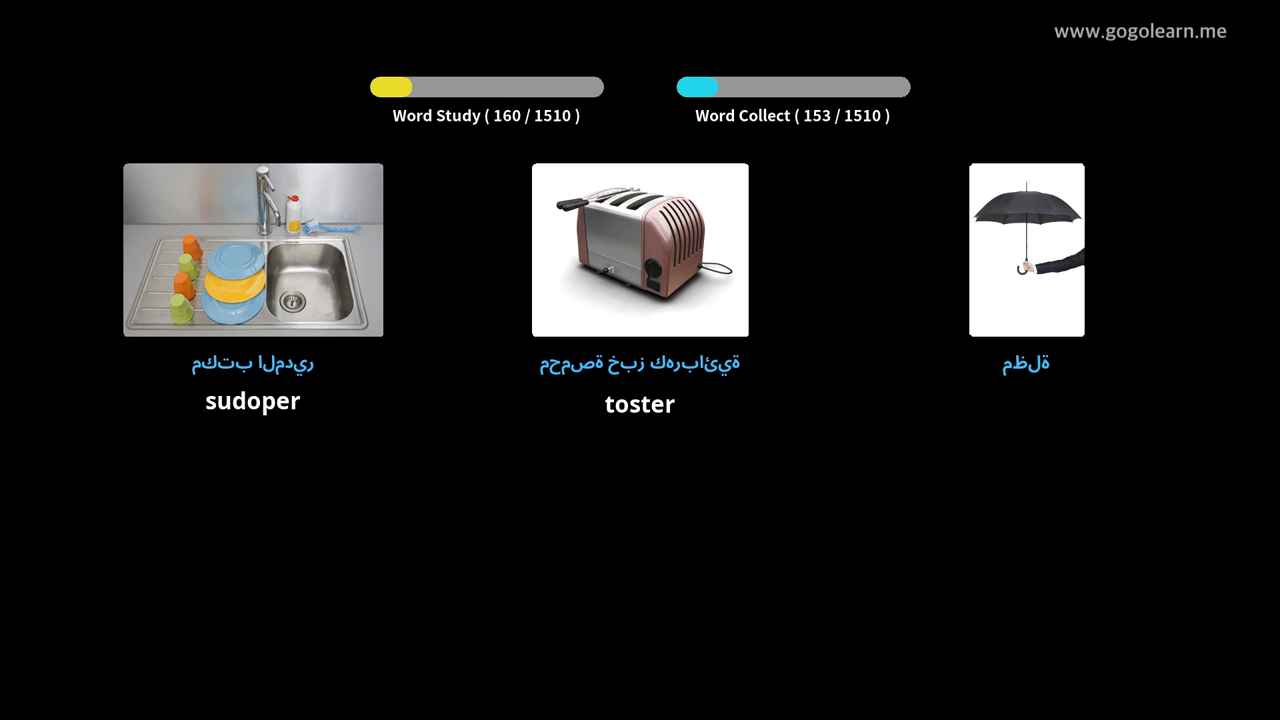 www.gogolearn.me
Word Study ( 160 / 1510 )
Word Collect ( 153 / 1510 )
مكتب المدير
محمصة خبز كهربائية
مظلة
sudoper
toster